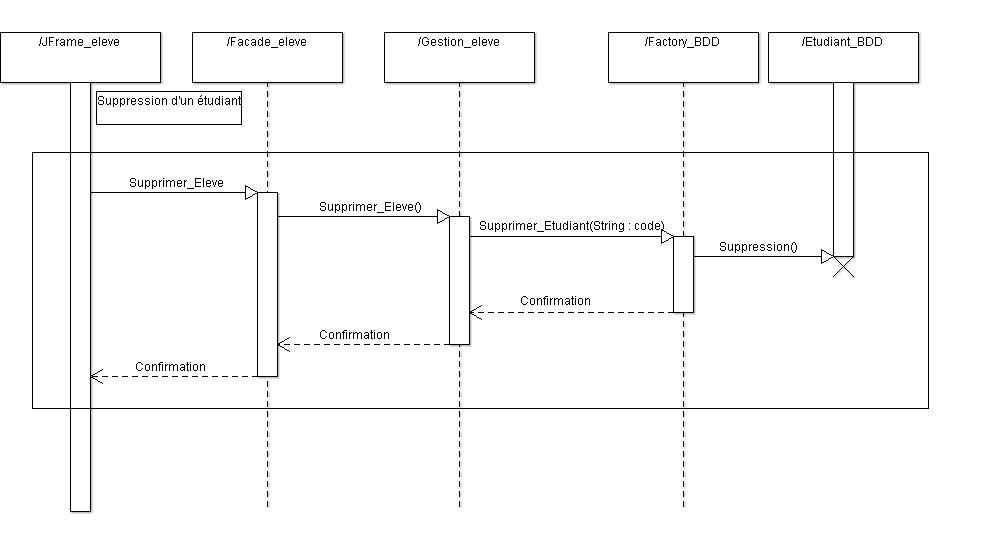 /JFrame_eleve
/Facade_eleve
/Gestion_eleve
/Factory_BDD
/Etudiant_BDD
Suppression d'un étudiant
Supprimer_Eleve
Supprimer_Eleve()
Supprimer_Etudiant(String : code)
Suppression()
Confirmation
Confirmation
Confirmation